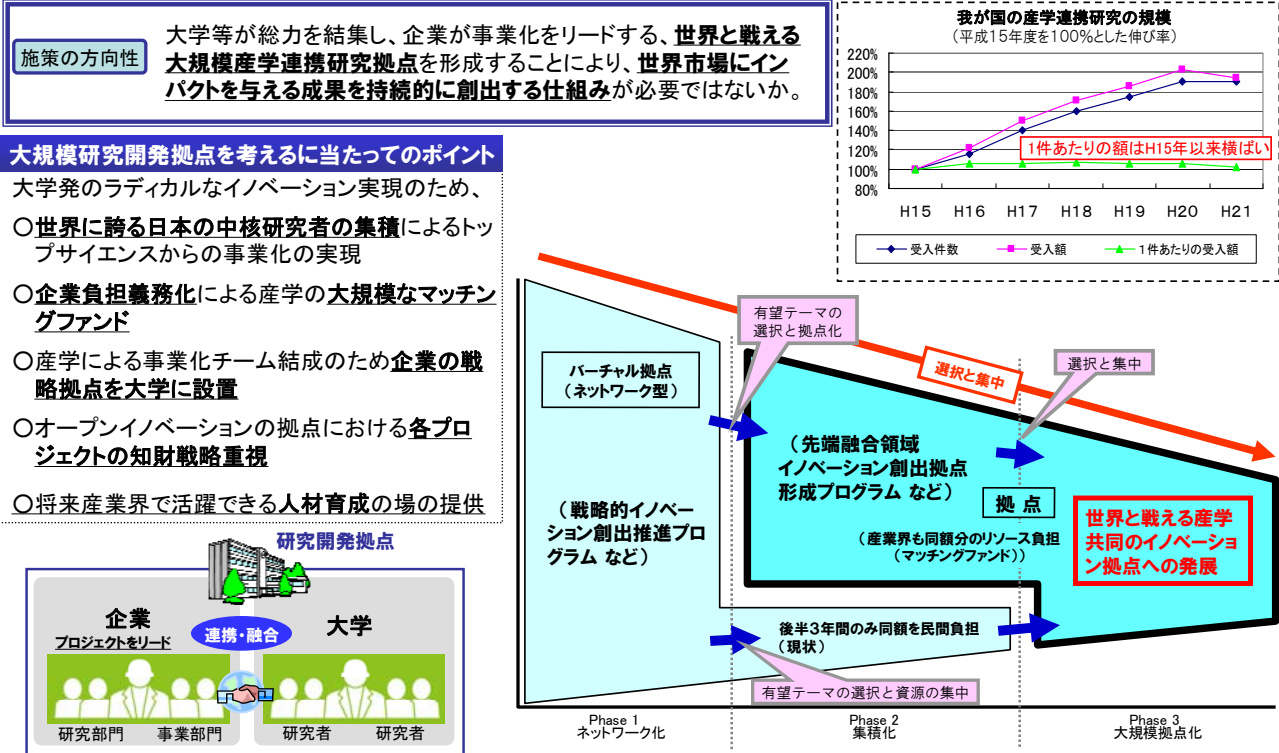 施策の方向性
大学等が総力を結集し、企業が事業化をリードする、世界と戦える
大規模産学連携研究拠点を形成することにより、世界市場にイン
パクトを与える成果を持続的に創出する仕組みが必要ではないか。
我が国の産学連携研究の規模
（平成15年度を100%とした伸び率）
220%
200%
180%
160%
140%
120%
100%
80%
1件あたりの額はH15年以来横ばい
H15 H16 H17 H18 H19 H20 H21
受入件数 受入額 1件あたりの受入額
大規模研究開発拠点を考えるに当たってのポイント
大学発のラディカルなイノベーション実現のため、
○世界に誇る日本の中核研究者の集積によるトッ
プサイエンスからの事業化の実現
○企業負担義務化による産学の大規模なマッチン
グファンド
○産学による事業化チーム結成のため企業の戦
略拠点を大学に設置
○オープンイノベーションの拠点における各プロ
ジェクトの知財戦略重視
○将来産業界で活躍できる人材育成の場の提供
研究開発拠点
企業
プロジェクトをリード
連携・融合
大学
研究部門 事業部門 研究者 研究者
有望テーマの
選択と拠点化
選択と集中
選択と集中
バーチャル拠点
（ネットワーク型）
（戦略的イノベー
ション創出推進プロ
グラム など）
（先端融合領域
イノベーション創出拠点
形成プログラム など）
拠 点
（産業界も同額分のリソース負担
（マッチングファンド））
世界と戦える産学
共同のイノベーショ
ン拠点への発展
後半3年間のみ同額を民間負担
（現状）
有望テーマの選択と資源の集中
Phase 1
ネットワーク化
Phase 2
集積化
Phase 3
大規模拠点化